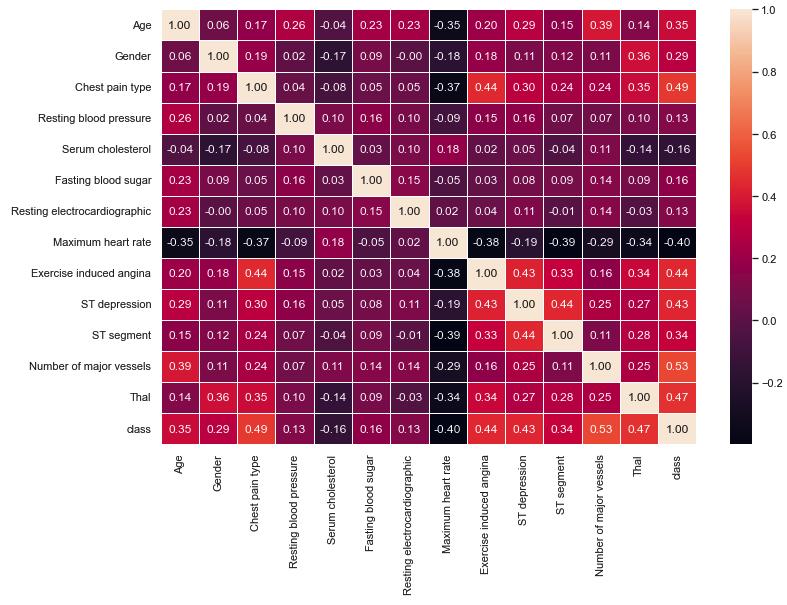 Age 1.00 0.06 0.17 0.26 -0.04 0.23 0.23 -0.35 0.20 0.29 0.15 0.39 0.14 0.35
Gender 0.06 1.00 0.19 0.02 -0.17 0.09 -0.00 -0.18 0.18 0.11 0.12 0.11 0.36 0.29
Chest pain type 0.17 0.19 1.00 0.04 -0.08 0.05 0.05 -0.37 0.44 0.30 0.24 0.24 0.35 0.49
Resting blood pressure 0.26 0.02 0.04 1.00 0.10 0.16 0.10 -0.09 0.15 0.16 0.07 0.07 0.10 0.13
Serum cholesterol -0.04 -0.17 -0.08 0.10 1.00 0.03 0.10 0.18 0.02 0.05 -0.04 0.11 -0.14 -0.16
Fasting blood sugar 0.23 0.09 0.05 0.16 0.03 1.00 0.15 -0.05 0.03 0.08 0.09 0.14 0.09 0.16
Resting electrocardiographic 0.23 -0.00 0.05 0.10 0.10 0.15 1.00 0.02 0.04 0.11 -0.01 0.14 -0.03 0.13
Maximum heart rate -0.35 -0.18 -0.37 -0.09 0.18 -0.05 0.02 1.00 -0.38 -0.19 -0.39 -0.29 -0.34 -0.40
Exercise induced angina 0.20 0.18 0.44 0.15 0.02 0.03 0.04 -0.38 1.00 0.43 0.33 0.16 0.34 0.44
ST depression 0.29 0.11 0.30 0.16 0.05 0.08 0.11 -0.19 0.43 1.00 0.44 0.25 0.27 0.43
ST segment 0.15 0.12 0.24 0.07 -0.04 0.09 -0.01 -0.39 0.33 0.44 1.00 0.11 0.28 0.34
Number of major vessels 0.39 0.11 0.24 0.07 0.11 0.14 0.14 -0.29 0.16 0.25 0.11 1.00 0.25 0.53
Thal 0.14 0.36 0.35 0.10 -0.14 0.09 -0.03 -0.34 0.34 0.27 0.28 0.25 1.00 0.47
class 0.35 0.29 0.49 0.13 -0.16 0.16 0.13 -0.40 0.44 0.43 0.34 0.53 0.47 1.00
Age
Gender
Chest pain type
Resting blood pressure
Serum cholesterol
Fasting blood sugar
Resting electrocardiographic
Maximum heart rate
Exercise induced angina
ST depression
ST segment
Number of major vessels
Thal
class
1.0
0.8
0.6
0.4
0.2
0.0
-0.2